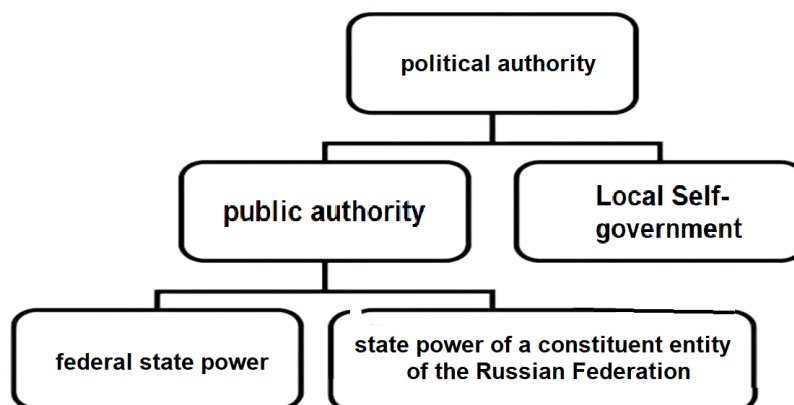 political authority
public authority
Local Self-
government
federal state power
state power of a constituent entity
of the Russian Federation